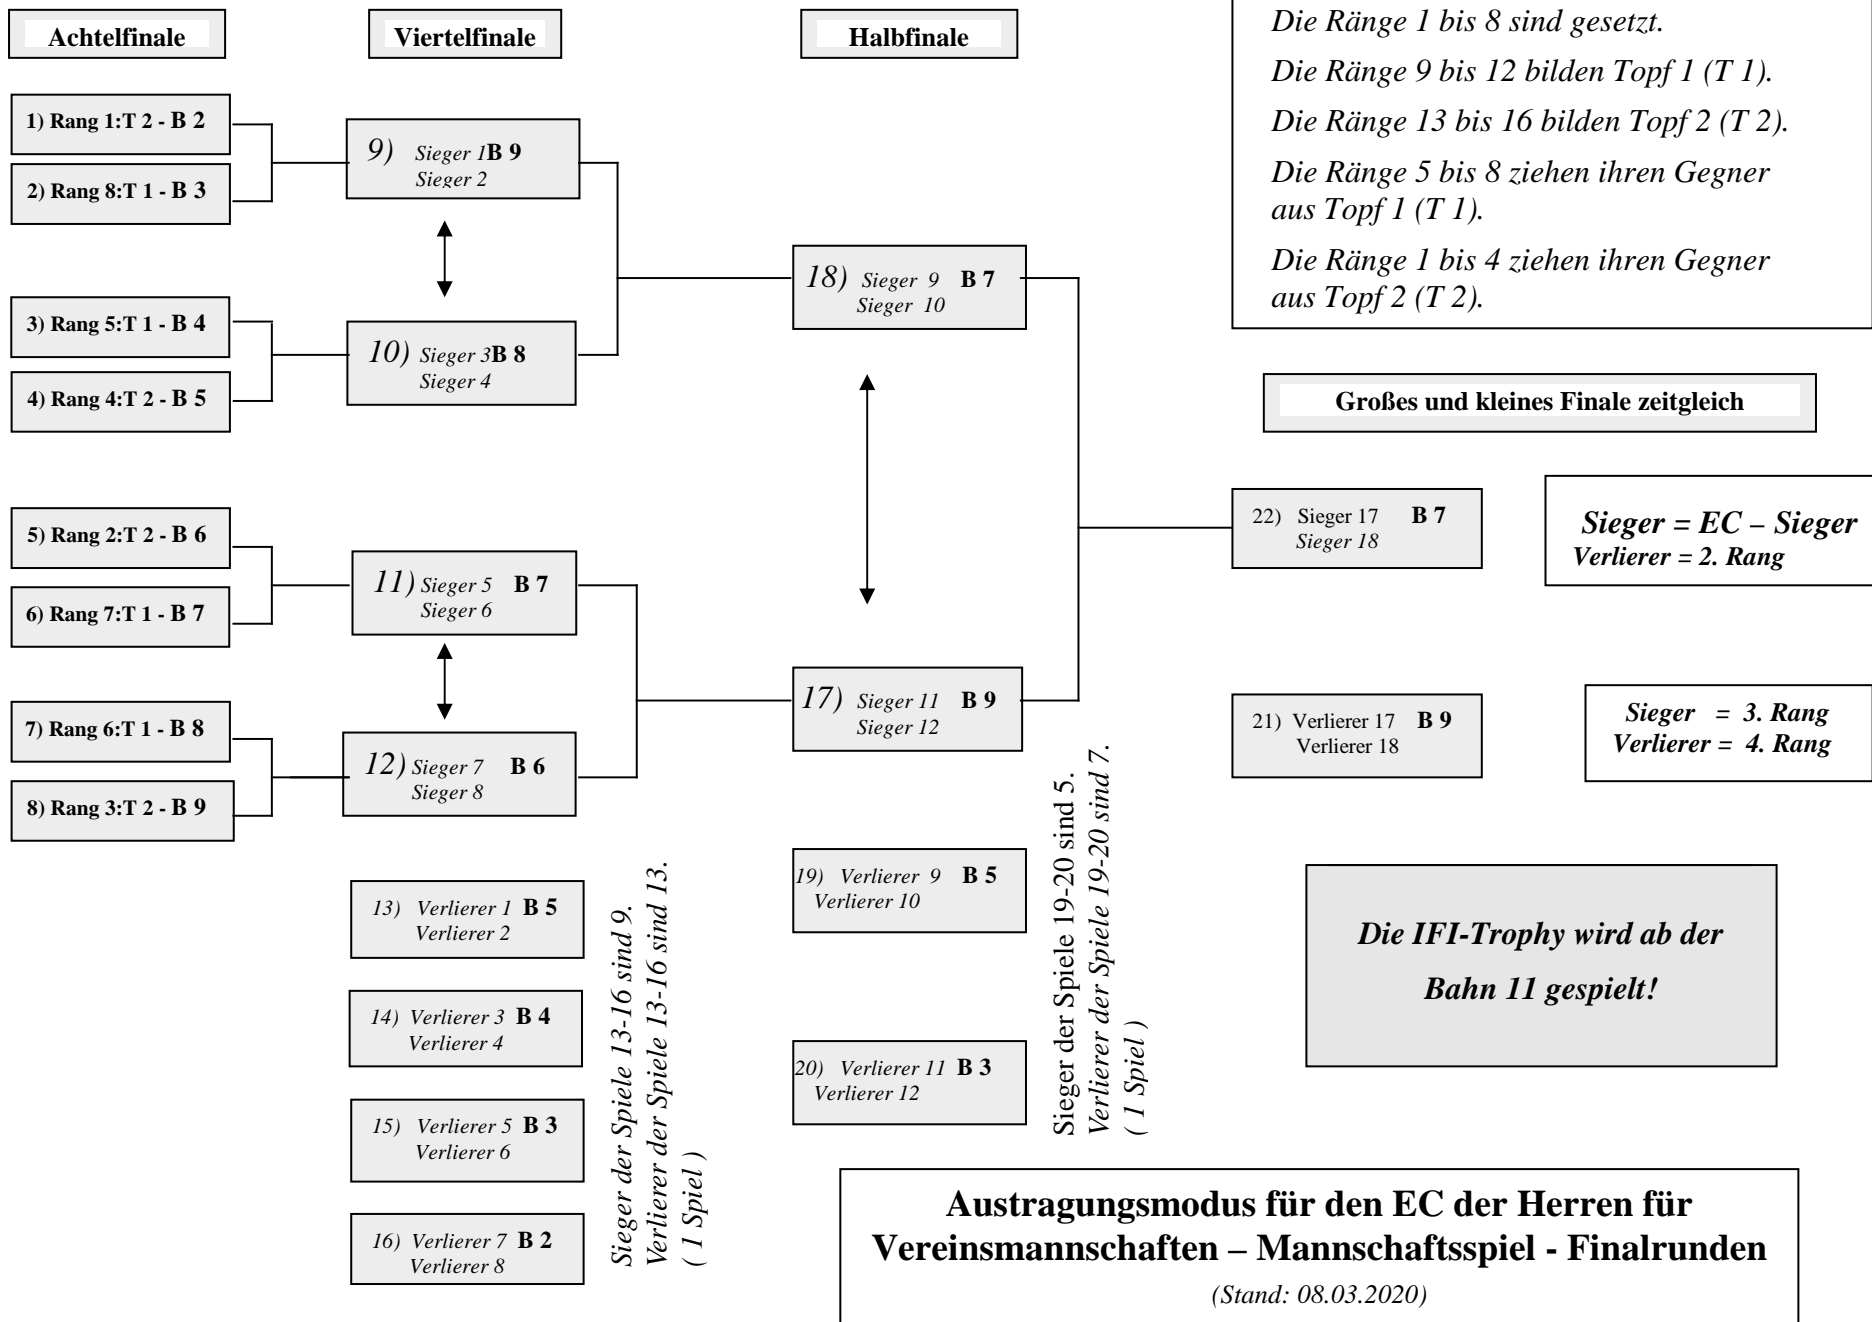 Achtelfinale
Viertelfinale
Halbfinale
Die Ränge 1 bis 8 sind gesetzt.
Die Ränge 9 bis 12 bilden Topf 1 (T 1).
Die Ränge 13 bis 16 bilden Topf 2 (T 2).
Die Ränge 5 bis 8 ziehen ihren Gegner
aus Topf 1 (T 1).
Die Ränge 1 bis 4 ziehen ihren Gegner
aus Topf 2 (T 2).
1) Rang 1:T 2 - B 2
2) Rang 8:T 1 - B 3
3) Rang 5:T 1 - B 4
4) Rang 4:T 2 - B 5
5) Rang 2:T 2 - B 6
6) Rang 7:T 1 - B 7
7) Rang 6:T 1 - B 8
8) Rang 3:T 2 - B 9
9) Sieger 1B 9
Sieger 2
10) Sieger 3B 8
Sieger 4
11) Sieger 5 B 7
Sieger 6
12) Sieger 7 B 6
Sieger 8
13) Verlierer 1 B 5
Verlierer 2
14) Verlierer 3 B 4
Verlierer 4
15) Verlierer 5 B 3
Verlierer 6
16) Verlierer 7 B 2
Verlierer 8
Sieger der Spiele 13-16 sind 9.
Verlierer der Spiele 13-16 sind 13.
( 1 Spiel )
18) Sieger 9 B 7
Sieger 10
17) Sieger 11 B 9
Sieger 12
19) Verlierer 9 B 5
Verlierer 10
20) Verlierer 11 B 3
Verlierer 12
Sieger der Spiele 19-20 sind 5.
Verlierer der Spiele 19-20 sind 7.
( 1 Spiel )
Großes und kleines Finale zeitgleich
22) Sieger 17 B 7
Sieger 18
Sieger = EC – Sieger
Verlierer = 2. Rang
21) Verlierer 17 B 9
Verlierer 18
Sieger = 3. Rang
Verlierer = 4. Rang
Die IFI-Trophy wird ab der
Bahn 11 gespielt!
Austragungsmodus für den EC der Herren für
Vereinsmannschaften – Mannschaftsspiel - Finalrunden
(Stand: 08.03.2020)